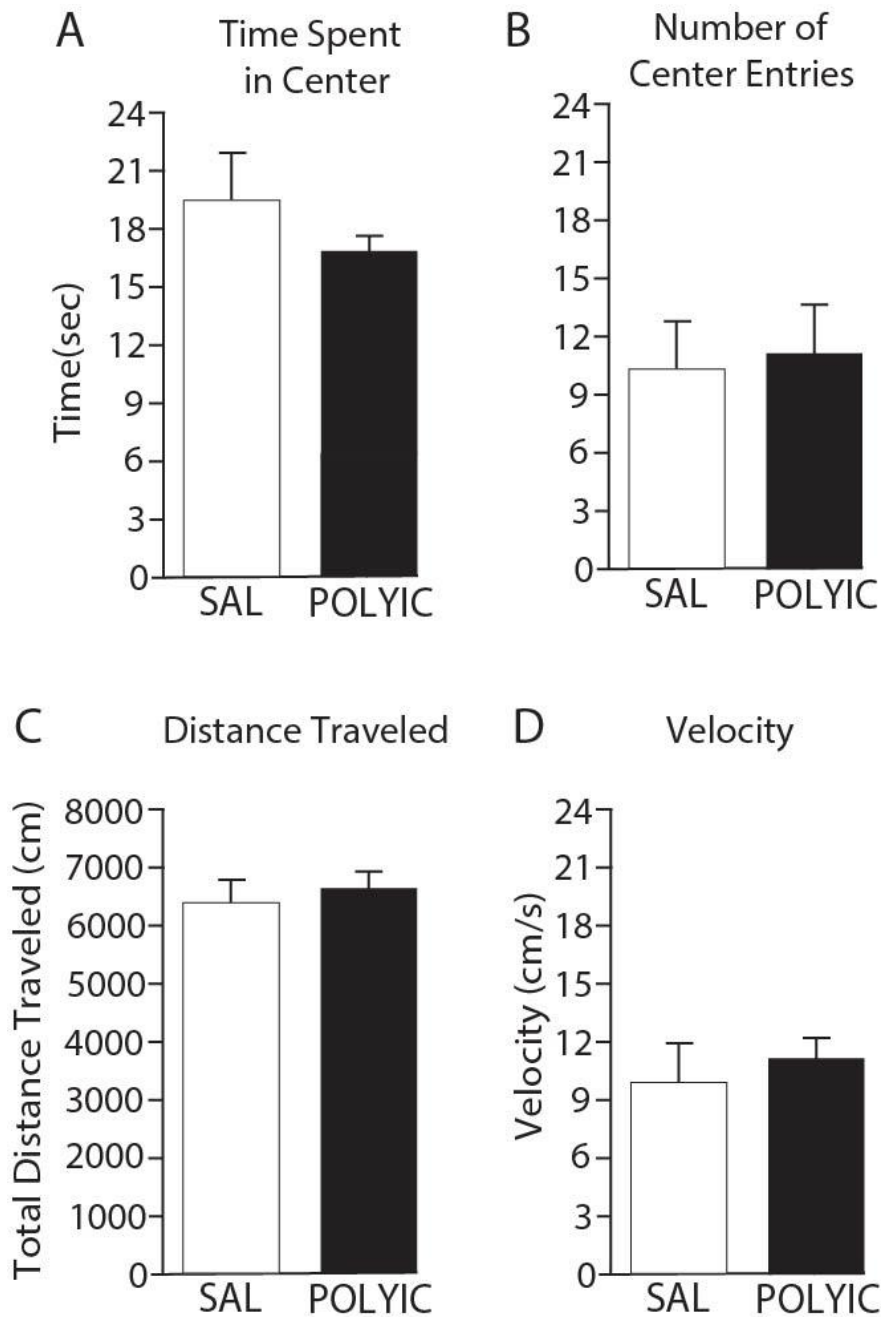 A
Time Spent
in Center
24
21
18
15
12
9
6
3
0
Time(sec)
SAL
POLYIC
B
Number of
Center Entries
24
21
18
15
12
9
6
3
0
SAL
POLYIC
C
Distance Traveled
8000
7000
6000
5000
4000
3000
2000
1000
0
Total Distance Traveled (cm)
SAL
POLYIC
D
Velocity
24
21
18
15
12
9
6
3
0
Velocity (cm/s)
SAL
POLYIC